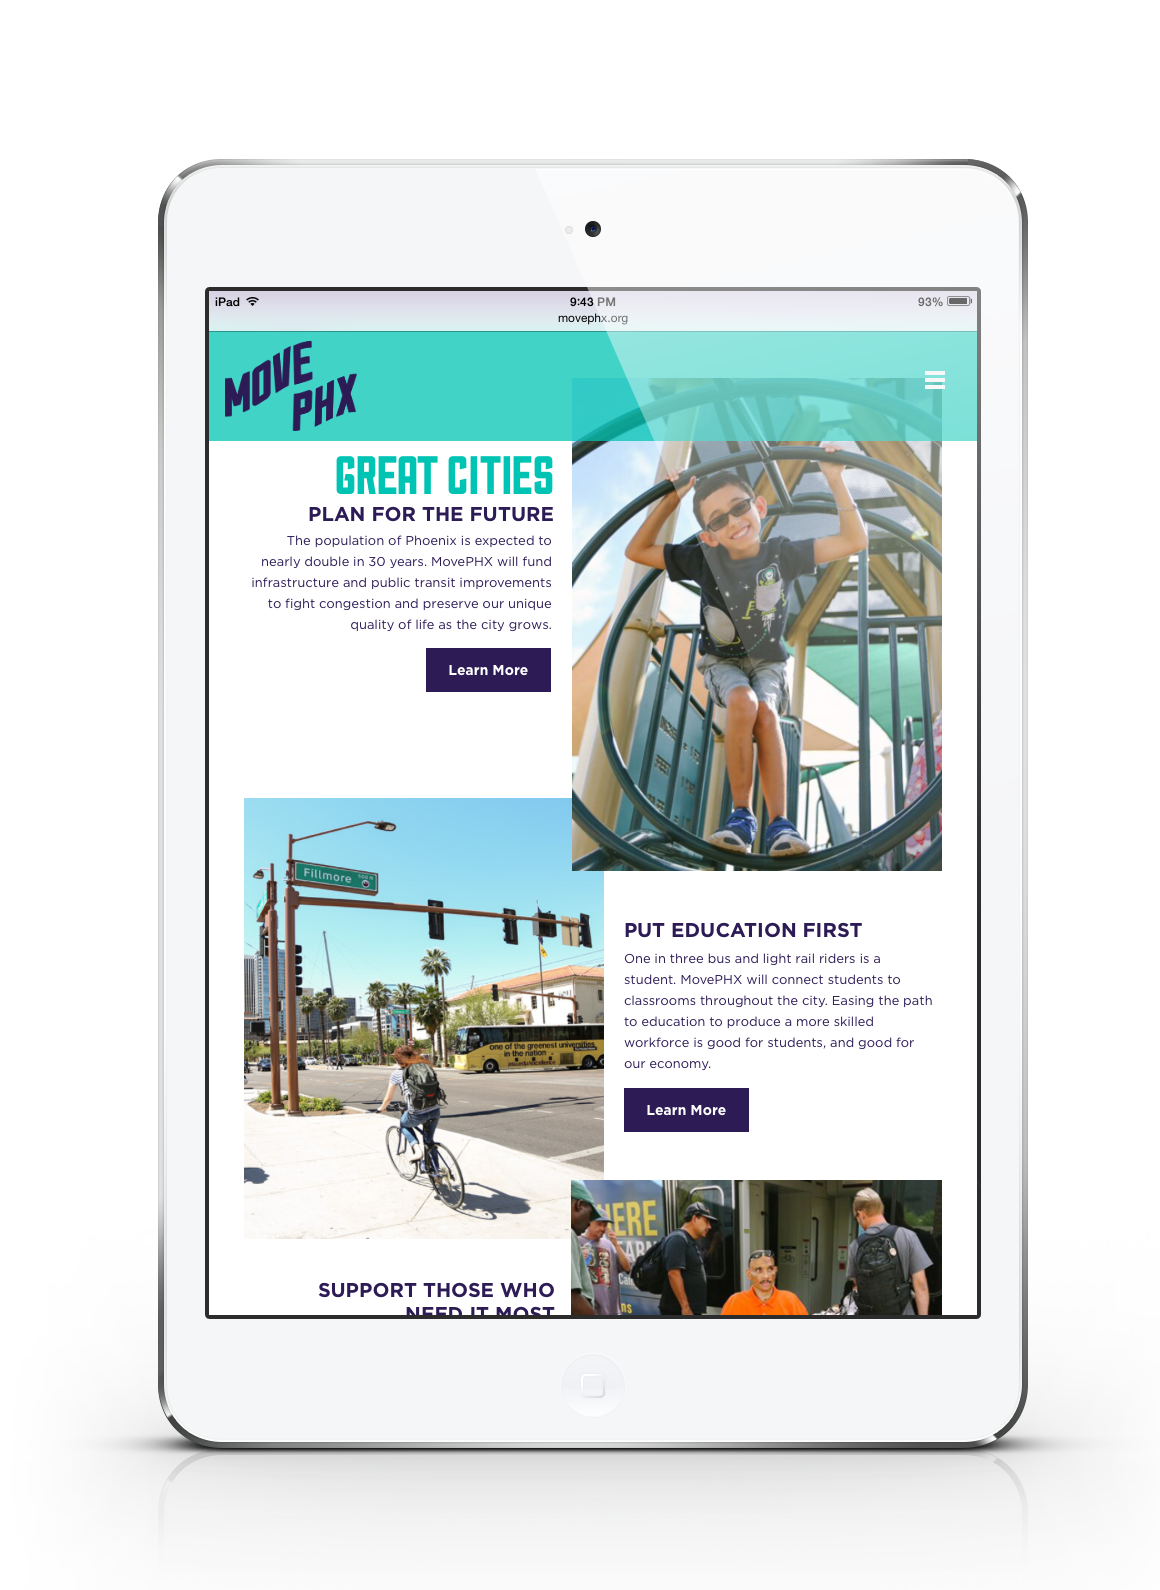 iPad
9:43 PM
93%
movephx.org
MOVE
PHX
GREAT CITIES
PLAN FOR THE FUTURE
The population of Phoenix is expected to
nearly double in 30 years. MovePHX will fund
infrastructure and public transit improvements
to fight congestion and preserve our unique
quality of life as the city grows.
Learn More
Fillmore
one of the greenest universities
in the nation
PUT EDUCATION FIRST
One in three bus and light rail riders is a
student. MovePHX will connect students to
classrooms throughout the city. Easing the path
to education to produce a more skilled
workforce is good for students, and good for
our economy.
Learn More
SUPPORT THOSE WHO
NEED IT MOST